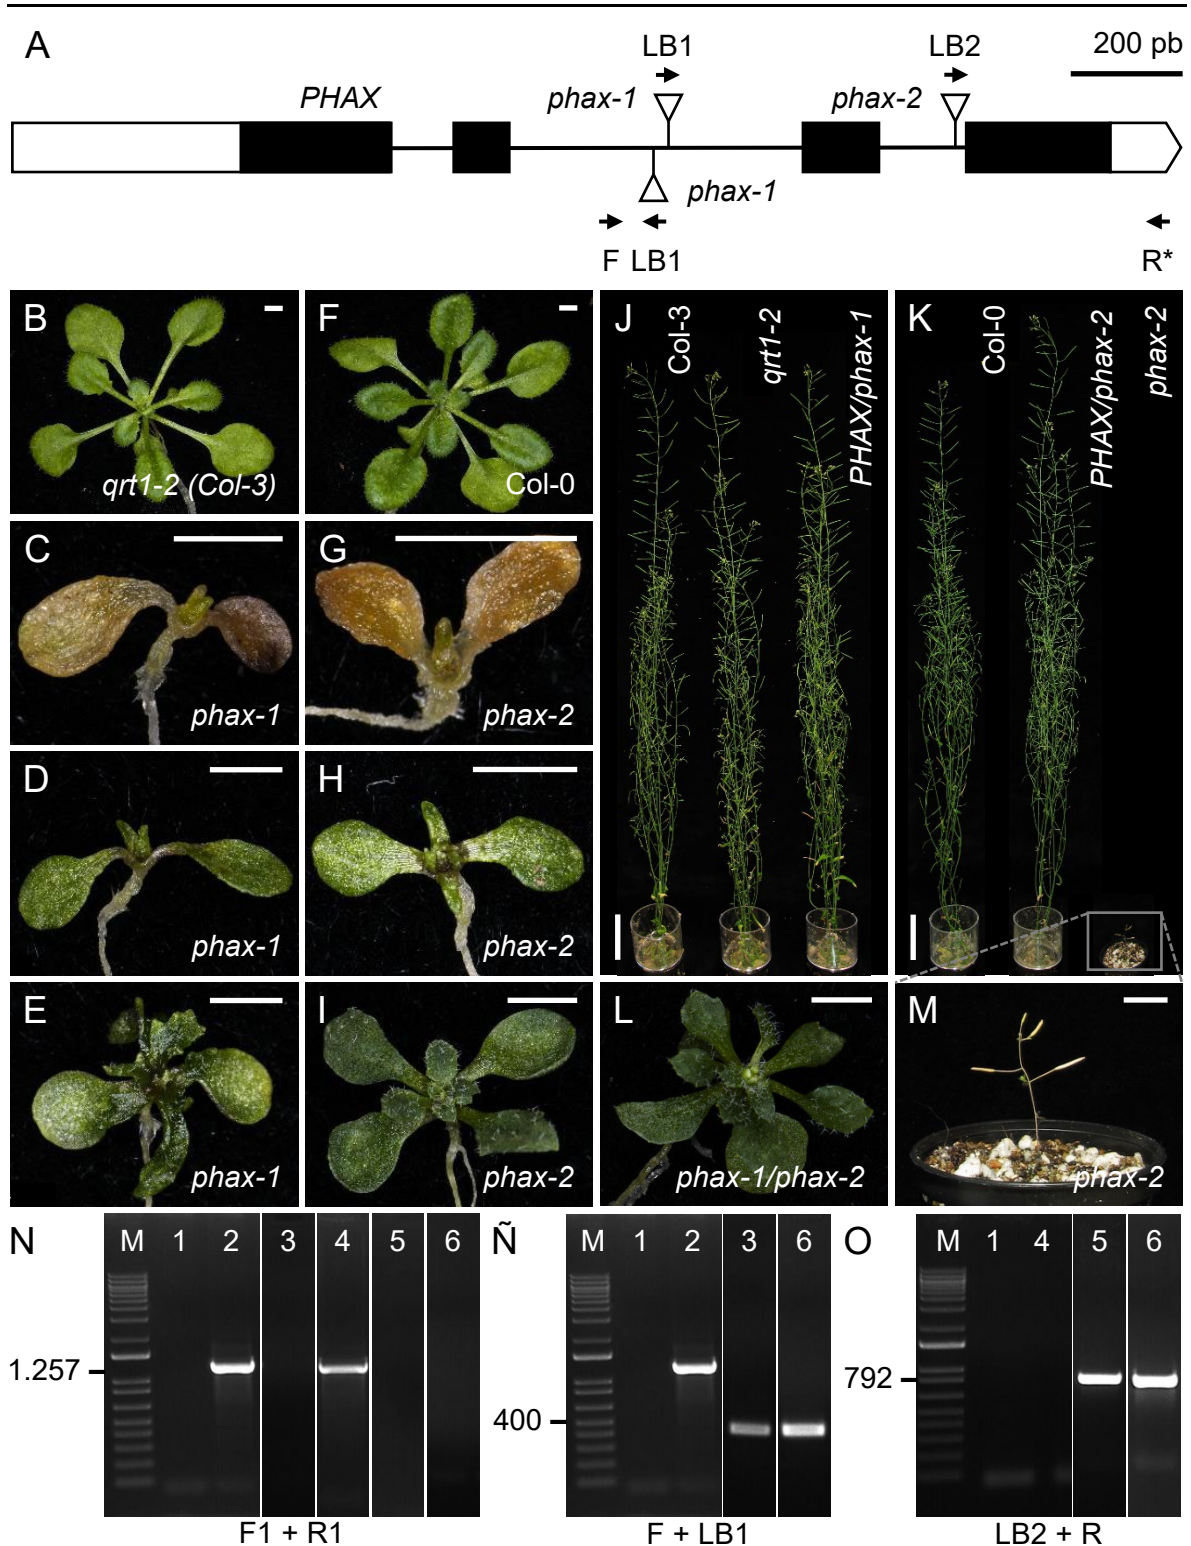 A
LB1
LB2
200 pb
PHAX
phax-1
phax-2
phax-1
F
LB1
R*
B
qrt1-2 (Col-3)
F
Col-0
J
Col-3
qrt1-2
PHAX/phax-1
K
Col-0
PHAX/phax-2
phax-2
C
phax-1
G
phax-2
D
phax-1
H
phax-2
E
phax-1
I
phax-2
L
phax-1/phax-2
M
phax-2
N
M 1 2 3 4 5 6
1.257
F1 + R1
Ñ
M 1 2 3 6
400
F + LB1
O
M 1 4 5 6
792
LB2 + R